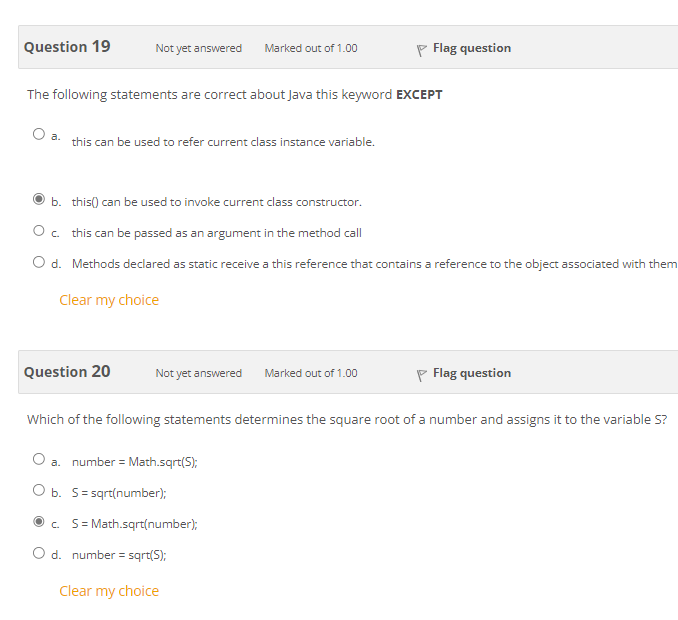 Question 19 Not yet answered Marked out of 1.00 Flag question
The following statements are correct about Java this keyword EXCEPT
a. this can be used to refer current class instance variable.
b. this() can be used to invoke current class constructor.
c. this can be passed as an argument in the method call
d. Methods declared as static receive a this reference that contains a reference to the object associated with them
Clear my choice
Question 20 Not yet answered Marked out of 1.00 Flag question
Which of the following statements determines the square root of a number and assigns it to the variable S?
a. number = Math.sqrt(S);
b. S = sqrt(number);
c. S = Math.sqrt(number);
d. number = sqrt(S);
Clear my choice